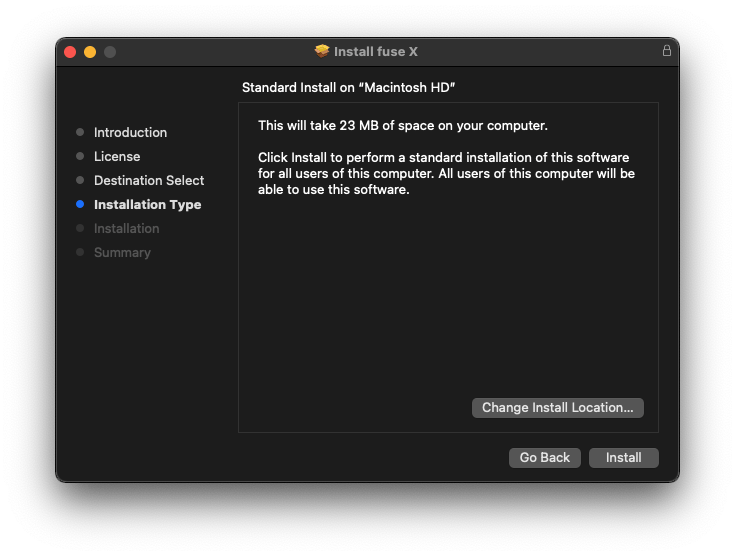 Install fuse X
Standard Install on “Macintosh HD”
Introduction
License
Destination Select
Installation Type
Installation
Summary
This will take 23 MB of space on your computer.
Click Install to perform a standard installation of this software
for all users of this computer. All users of this computer will be
able to use this software.
Change Install Location...
Go Back
Install